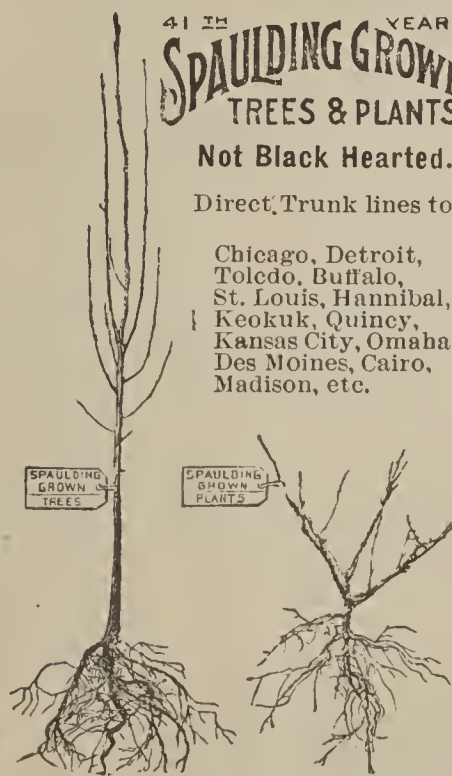 41 TH YEAR
SPAULDING GROWN
TREES & PLANTS
Not Black Hearted.
Direct Trunk lines to
Chicago, Detroit,
Toledo, Buffalo,
St. Louis, Hannibal,
Keokuk, Quincy,
Kansas City, Omaha
Des Moines, Cairo,
Madison, etc.
SPAULDING
GROWN
TREES
SPAULDING
GROWN
PLANTS